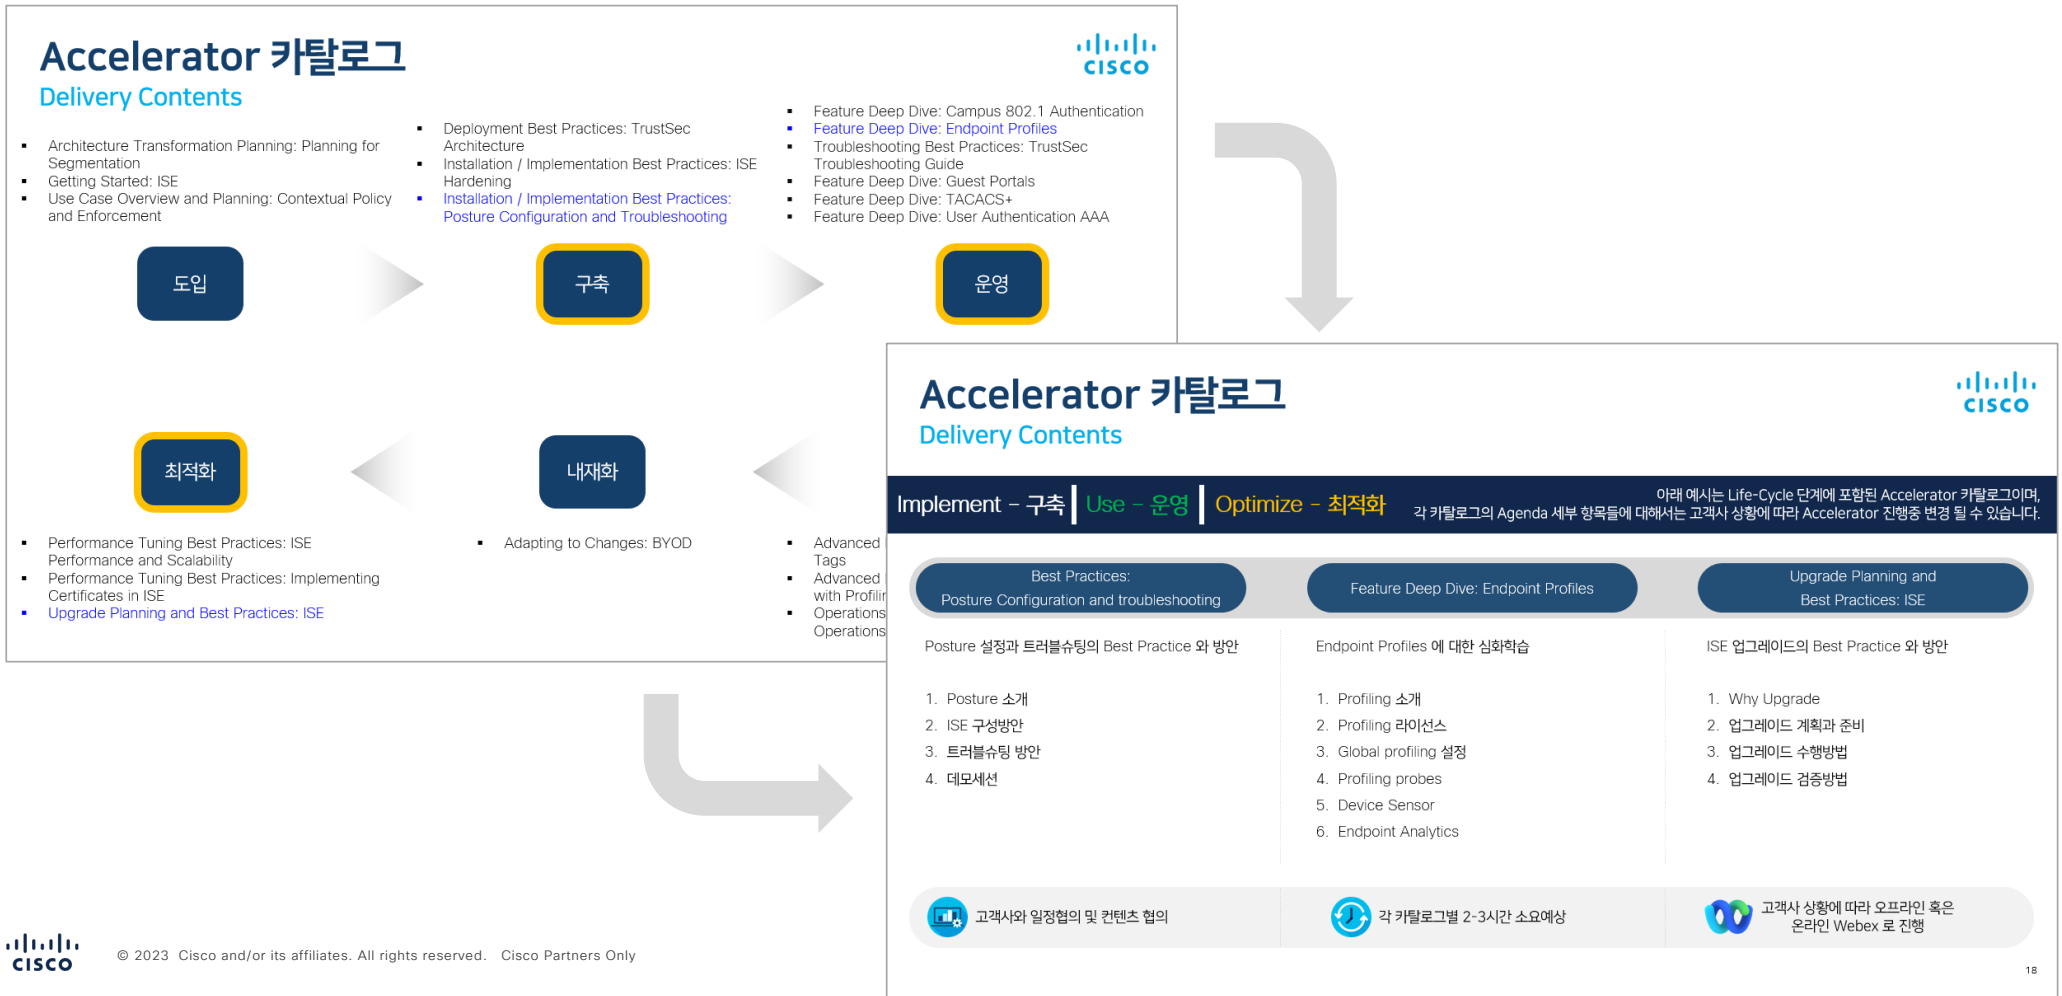 Accelerator 카탈로그
Delivery Contents
CISCO
▪ Architecture Transformation Planning: Planning for
Segmentation
▪ Getting Started: ISE
▪ Use Case Overview and Planning: Contextual Policy
and Enforcement
▪ Deployment Best Practices: TrustSec
Architecture
▪ Installation / Implementation Best Practices: ISE
Hardening
▪ Installation / Implementation Best Practices:
Posture Configuration and Troubleshooting
▪ Feature Deep Dive: Campus 802.1 Authentication
▪ Feature Deep Dive: Endpoint Profiles
▪ Troubleshooting Best Practices: TrustSec
Troubleshooting Guide
▪ Feature Deep Dive: Guest Portals
▪ Feature Deep Dive: TACACS+
▪ Feature Deep Dive: User Authentication AAA
도입
구축
운영
최적화
내재화
▪ Performance Tuning Best Practices: ISE
Performance and Scalability
▪ Performance Tuning Best Practices: Implementing
Certificates in ISE
▪ Upgrade Planning and Best Practices: ISE
▪ Adapting to Changes: BYOD
▪ Advanced
Tags
▪ Advanced
with Profilin
▪ Operations
Operations
Accelerator 카탈로그
Delivery Contents
CISCO
Implement – 구축
Use – 운영
Optimize – 최적화
아래 예시는 Life-Cycle 단계에 포함된 Accelerator 카탈로그이며,
각 카탈로그의 Agenda 세부 항목들에 대해서는 고객사 상황에 따라 Accelerator 진행중 변경 될 수 있습니다.
Best Practices:
Posture Configuration and troubleshooting
Feature Deep Dive: Endpoint Profiles
Upgrade Planning and
Best Practices: ISE
Posture 설정과 트러블슈팅의 Best Practice 와 방안
1. Posture 소개
2. ISE 구성방안
3. 트러블슈팅 방안
4. 데모세션
Endpoint Profiles 에 대한 심화학습
1. Profiling 소개
2. Profiling 라이선스
3. Global profiling 설정
4. Profiling probes
5. Device Sensor
6. Endpoint Analytics
ISE 업그레이드의 Best Practice 와 방안
1. Why Upgrade
2. 업그레이드 계획과 준비
3. 업그레이드 수행방법
4. 업그레이드 검증방법
고객사와 일정협의 및 컨텐츠 협의
각 카탈로그별 2-3시간 소요예상
고객사 상황에 따라 오프라인 혹은
온라인 Webex 로 진행
CISCO
© 2023 Cisco and/or its affiliates. All rights reserved. Cisco Partners Only
18